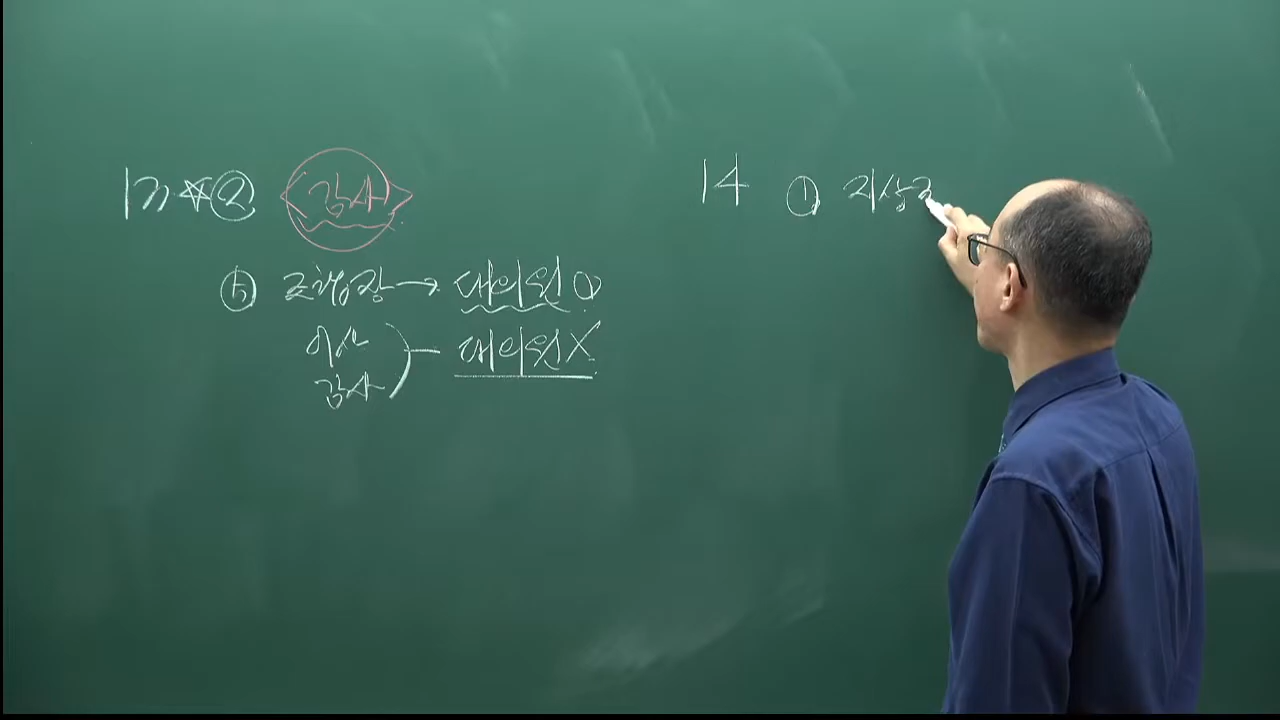 13 ★ ② 감사
⑤ 조합장 → 대의원 O
이사
감사 대의원 X
14 ① 지상